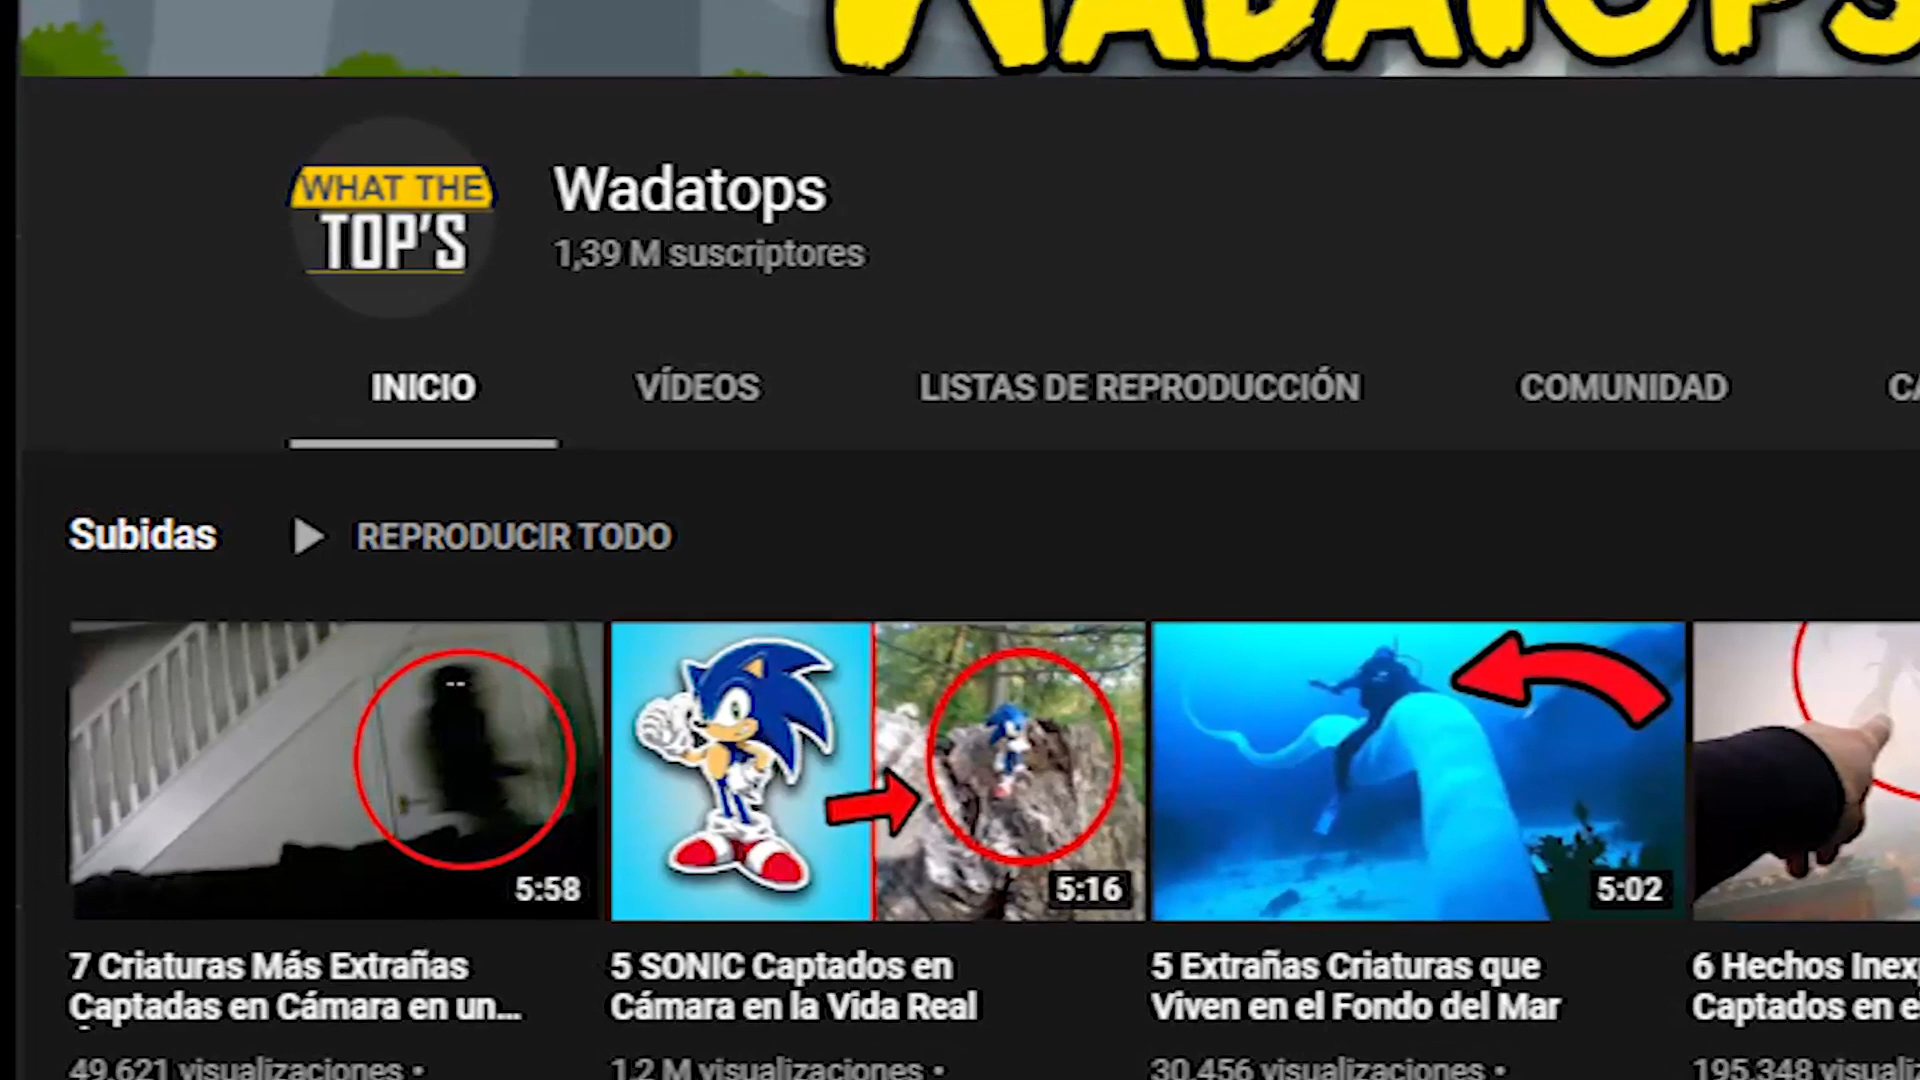 WADATOPS
WHAT THE
TOP'S
Wadatops
1,39 M suscriptores
INICIO
VÍDEOS
LISTAS DE REPRODUCCIÓN
COMUNIDAD
Subidas
REPRODUCIR TODO
5:58
5:16
5:02
7 Criaturas Más Extrañas
Captadas en Cámara en un...
5 SONIC Captados en
Cámara en la Vida Real
5 Extrañas Criaturas que
Viven en el Fondo del Mar
6 Hechos
Captados en
49.621 visualizaciones •
1,2 M visualizaciones •
30.456 visualizaciones •
195.348